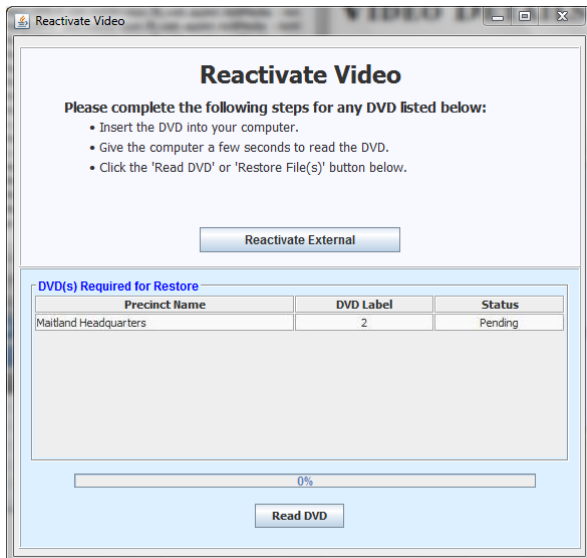 Reactivate Video
Reactivate Video
Please complete the following steps for any DVD listed below:
• Insert the DVD into your computer.
• Give the computer a few seconds to read the DVD.
• Click the 'Read DVD' or 'Restore File(s)' button below.
Reactivate External
DVD(s) Required for Restore
Precinct Name DVD Label Status
Maitland Headquarters 2 Pending
0%
Read DVD